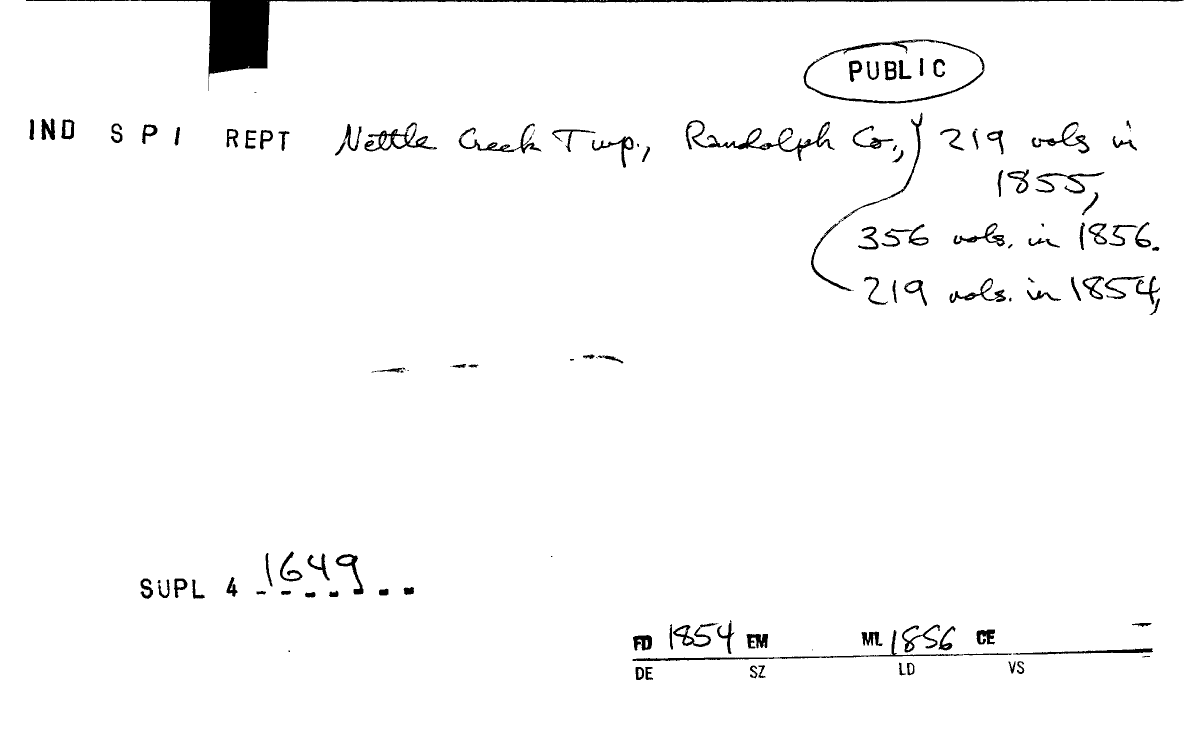 PUBLIC
IND S P I REPT Nettle Creek Twp., Randolph Co., 219 vols in
1855,
356 vols. in 1856.
219 vols. in 1854,
SUPL 4 1649
FD 1854 EM ML 1856 CE
DE SZ LD VS